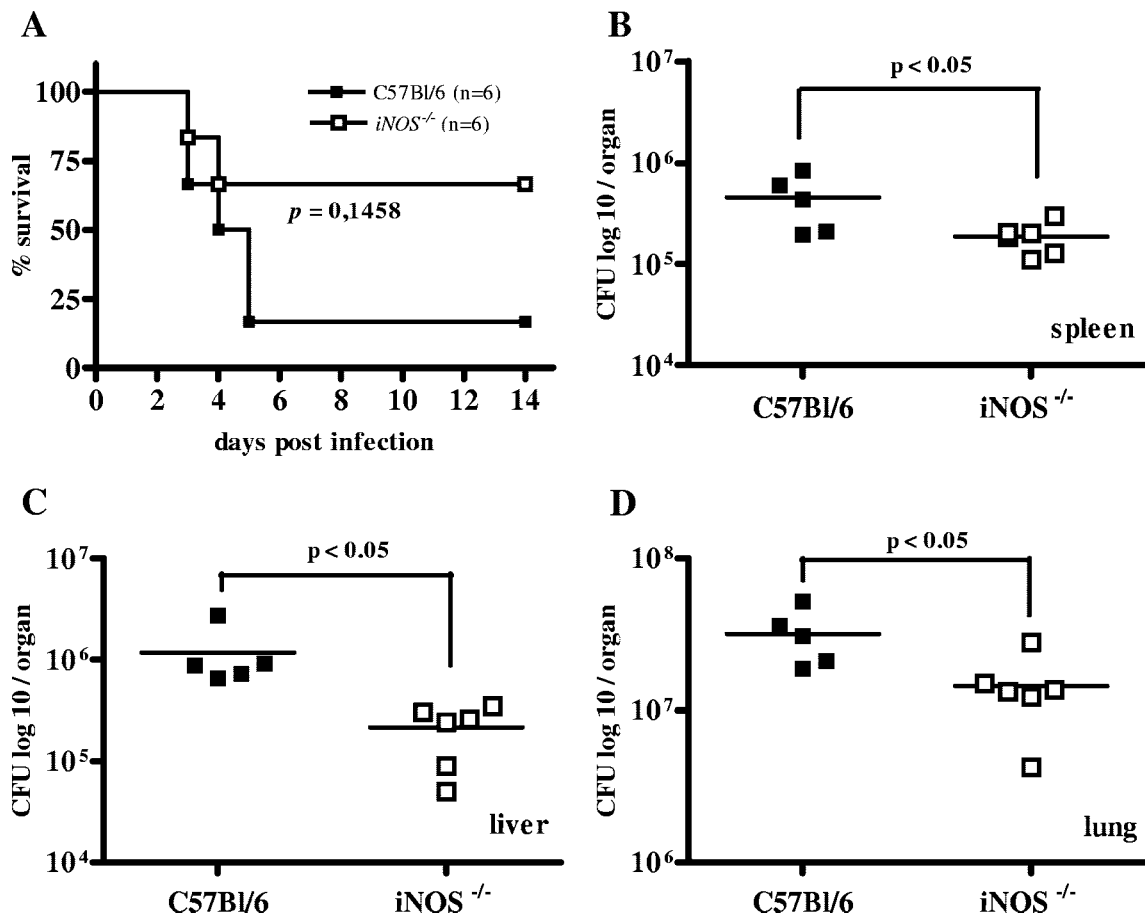 A
100
75
50
25
0
% survival
C57Bl/6 (n=6)
iNOS-/- (n=6)
p = 0,1458
0 2 4 6 8 10 12 14
days post infection
B
10^7
10^6
10^5
10^4
CFU log 10 / organ
p < 0.05
spleen
C57Bl/6 iNOS -/-
C
10^7
10^6
10^5
10^4
CFU log 10 / organ
p < 0.05
liver
C57Bl/6 iNOS -/-
D
10^8
10^7
10^6
CFU log 10 / organ
p < 0.05
lung
C57Bl/6 iNOS -/-